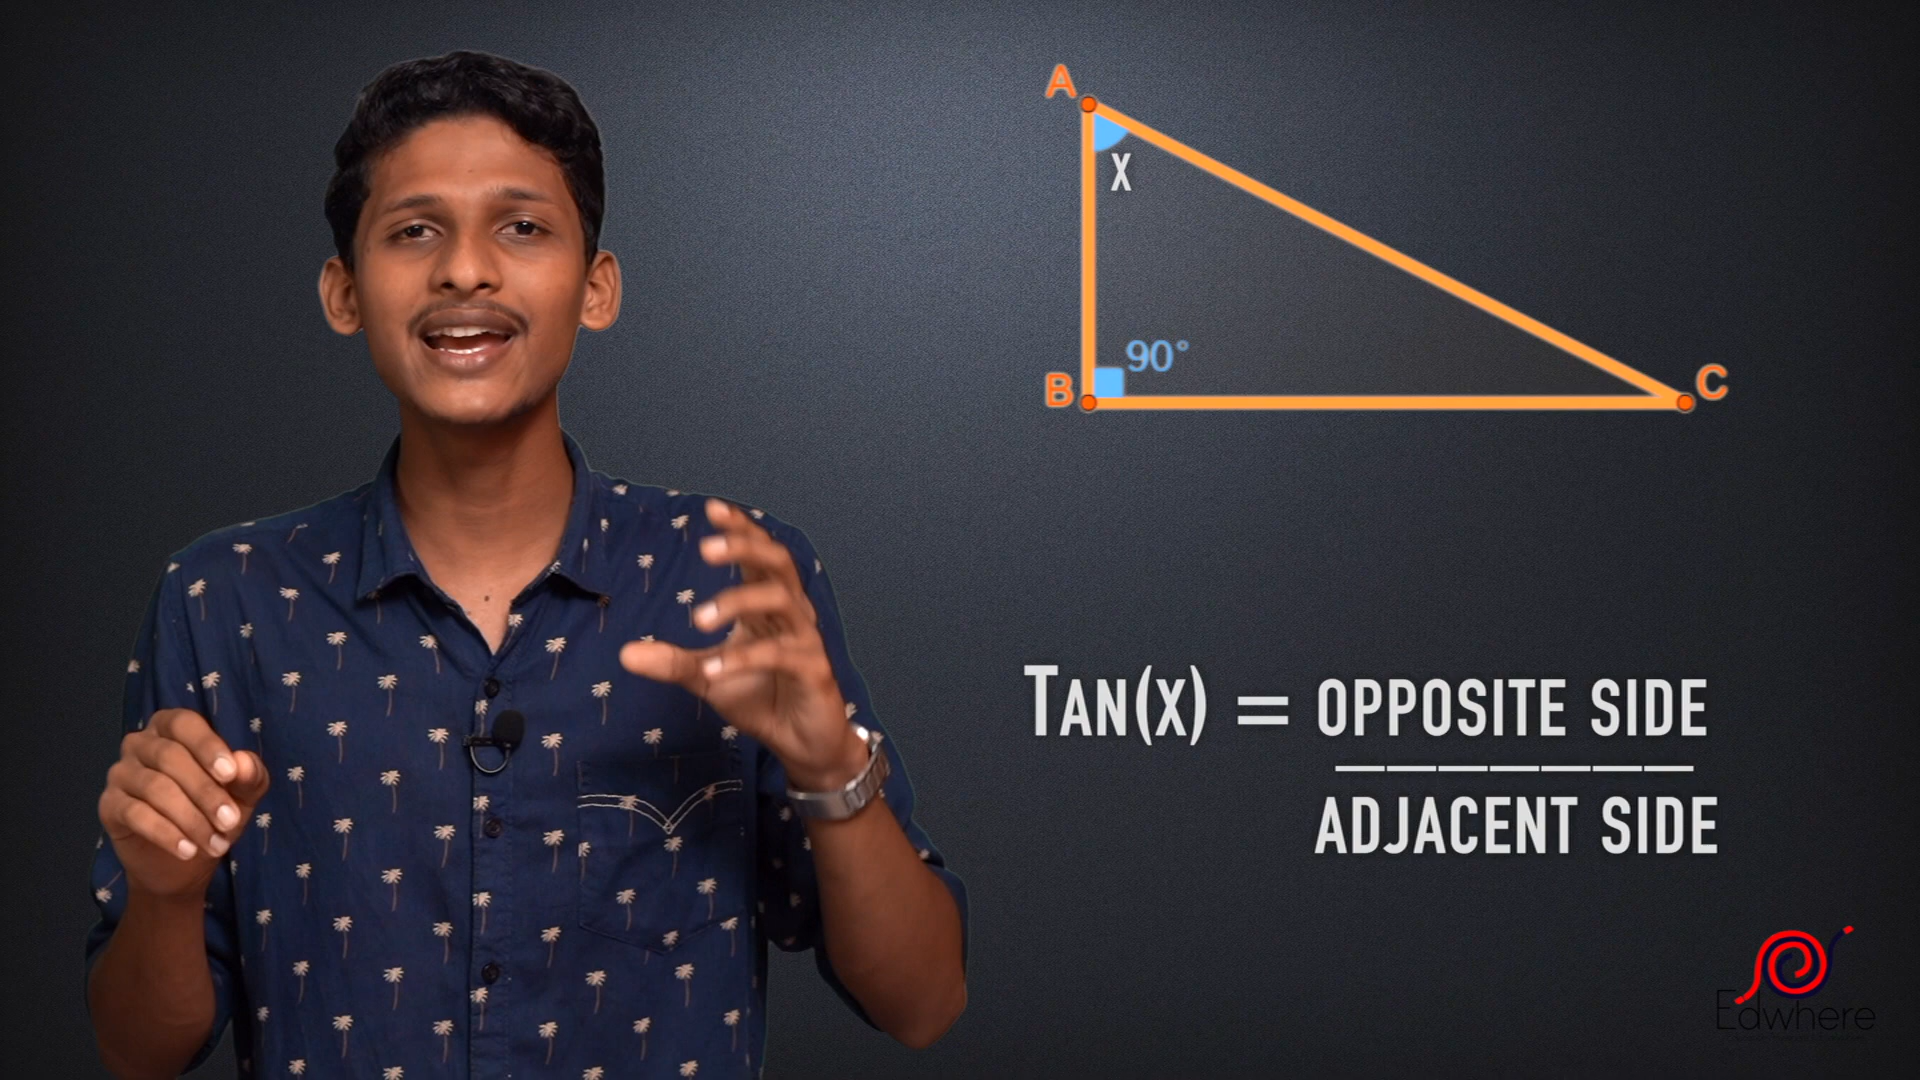 A
X
90°
B
C
TAN(X) = OPPOSITE SIDE
ADJACENT SIDE
Edwhere